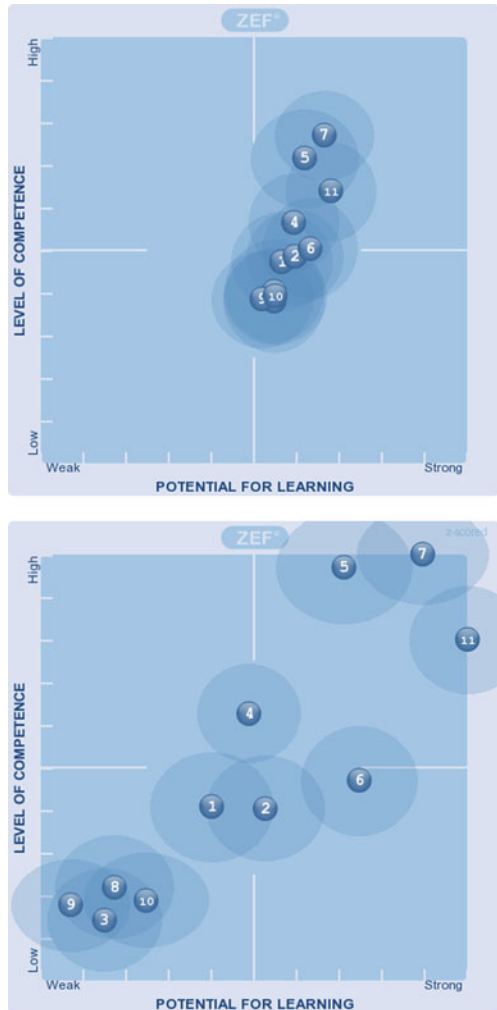 ZEF®
High
LEVEL OF COMPETENCE
7
5
11
4
6
2
1
9
10
Low
Weak
Strong
POTENTIAL FOR LEARNING
ZEF®
z-scored
High
LEVEL OF COMPETENCE
7
5
11
4
6
1
2
8
10
9
3
Low
Weak
Strong
POTENTIAL FOR LEARNING